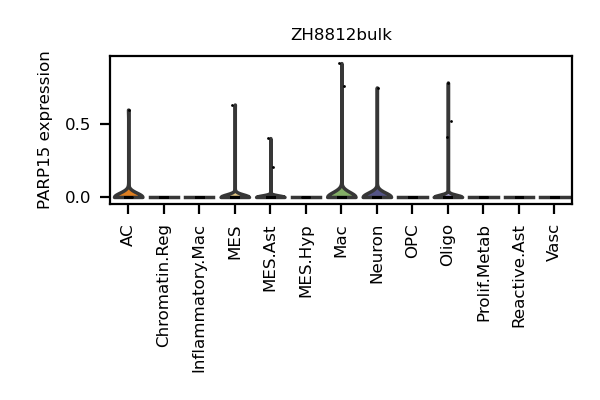 ZH8812bulk
PARP15 expression
0.5
0.0
AC
Chromatin.Reg
Inflammatory.Mac
MES
MES.Ast
MES.Hyp
Mac
Neuron
OPC
Oligo
Prolif.Metab
Reactive.Ast
Vasc